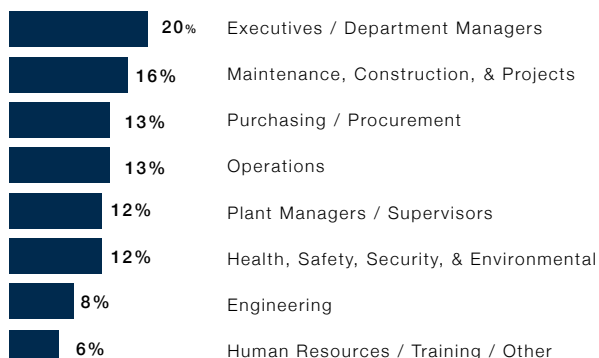 20% Executives / Department Managers
16% Maintenance, Construction, & Projects
13% Purchasing / Procurement
13% Operations
12% Plant Managers / Supervisors
12% Health, Safety, Security, & Environmental
8% Engineering
6% Human Resources / Training / Other